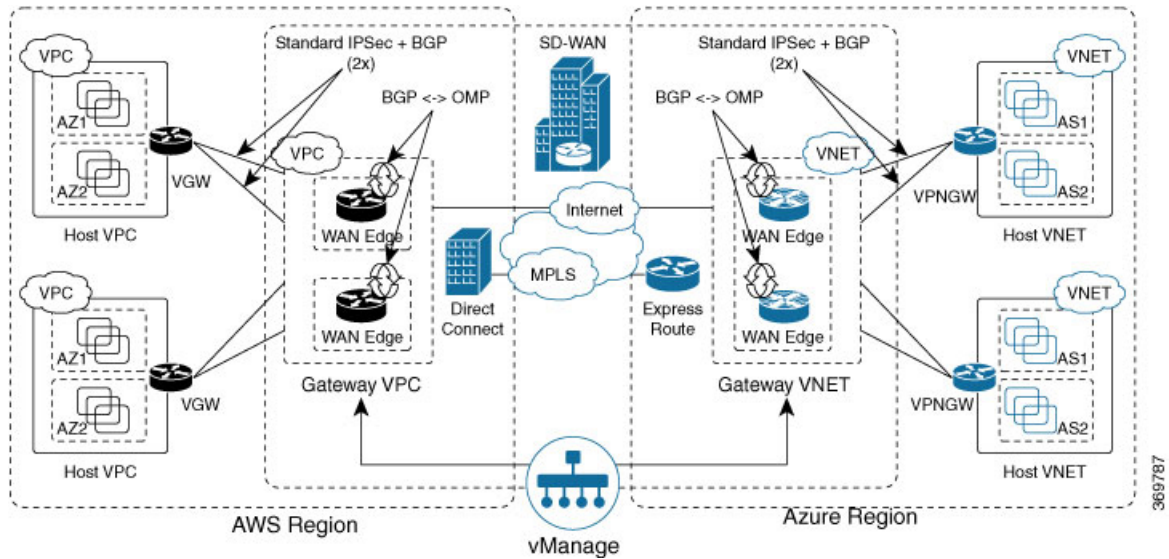 VPC
AZ1
AZ2
VGW
Host VPC
Standard IPSec + BGP
(2x)
BGP <-> OMP
VPC
WAN Edge
WAN Edge
Gateway VPC
VPC
AZ1
AZ2
VGW
Host VPC
AWS Region
SD-WAN
Internet
MPLS
Direct
Connect
Express
Route
vManage
Standard IPSec + BGP
(2x)
BGP <-> OMP
VNET
WAN Edge
WAN Edge
Gateway VNET
VNET
AS1
AS2
VPNGW
Host VNET
VNET
AS1
AS2
VPNGW
Host VNET
Azure Region
369787